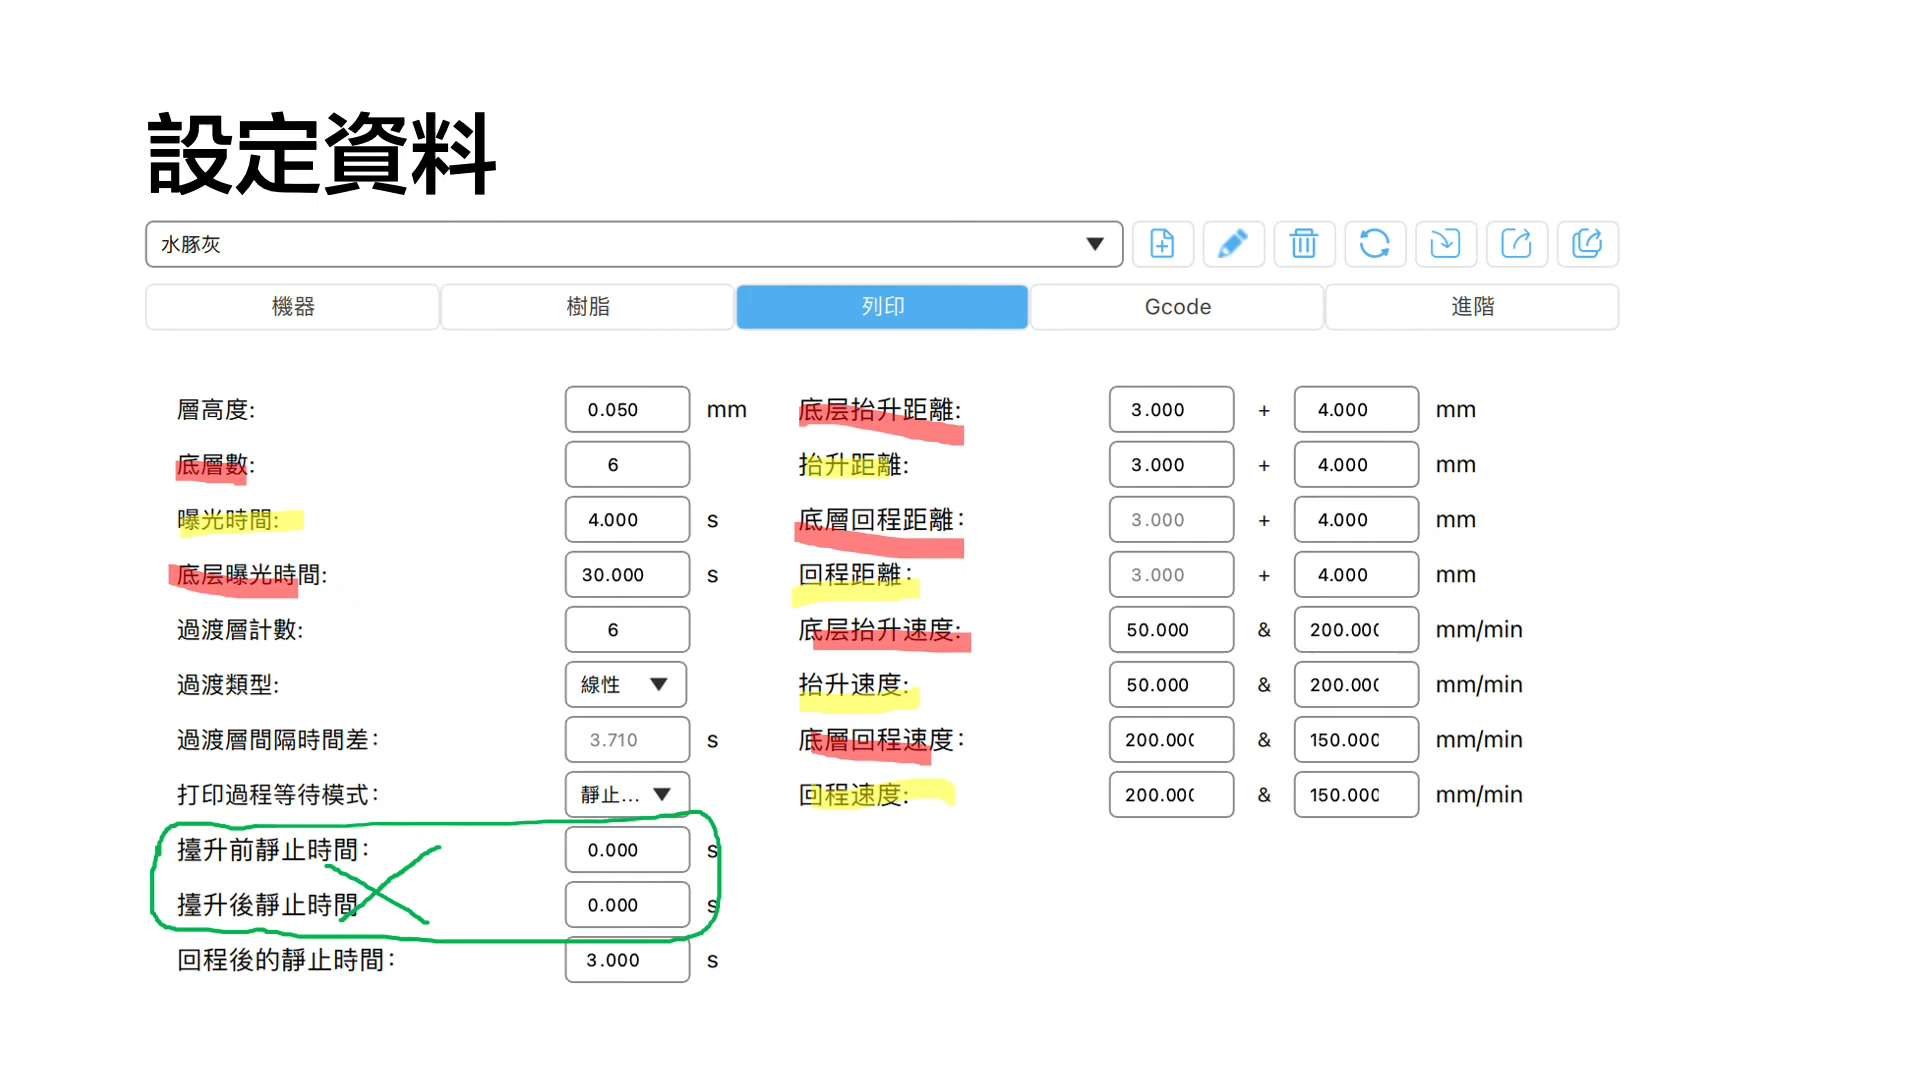 設定資料
水豚灰
機器 樹脂 列印 Gcode 進階
層高度: 0.050 mm
底層數: 6
曝光時間: 4.000 s
底层曝光時間: 30.000 s
過渡層計數: 6
過渡類型: 線性
過渡層間隔時間差: 3.710 s
打印過程等待模式: 靜止...
擡升前靜止時間: 0.000 s
擡升後靜止時間 0.000 s
回程後的靜止時間: 3.000 s
底层抬升距離: 3.000 + 4.000 mm
抬升距離: 3.000 + 4.000 mm
底層回程距離: 3.000 + 4.000 mm
回程距離: 3.000 + 4.000 mm
底层抬升速度: 50.000 & 200.000 mm/min
抬升速度: 50.000 & 200.000 mm/min
底層回程速度: 200.000 & 150.000 mm/min
回程速度: 200.000 & 150.000 mm/min